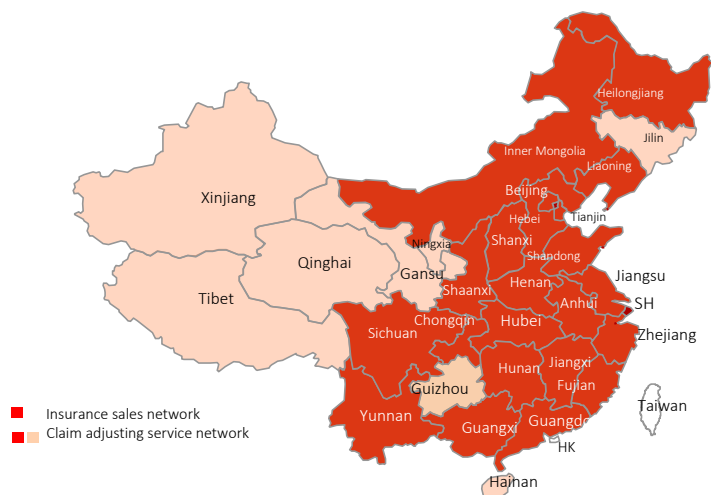 Heilongjiang
Jilin
Inner Mongolia
Liaoning
Beijing
Xinjiang
Hebei
Tianjin
Ningxia
Shanxi
Shandong
Qinghai
Gansu
Jiangsu
Shaanxi
Henan
Tibet
Anhui
SH
Chongqin
Hubei
Sichuan
Zhejiang
Hunan
Jiangxi
Guizhou
Fujian
Taiwan
Insurance sales network
Yunnan
Guangxi
Guangdo
Claim adjusting service network
HK
Hainan